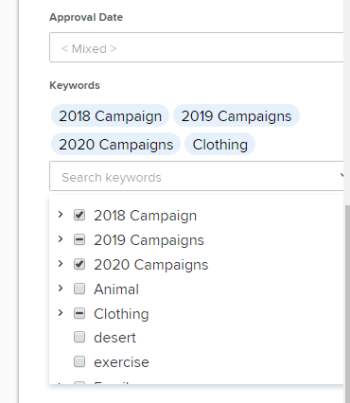 Approval Date
< Mixed >
Keywords
2018 Campaign 2019 Campaigns
2020 Campaigns Clothing
Search keywords
2018 Campaign
2019 Campaigns
2020 Campaigns
Animal
Clothing
desert
exercise